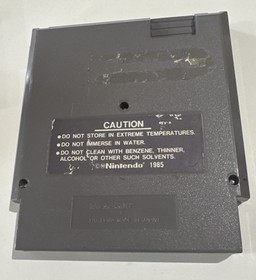 CAUTION
•DO NOT STORE IN EXTREME TEMPERATURES.
•DO NOT IMMERSE IN WATER.
•DO NOT CLEAN WITH BENZENE, THINNER,
ALCOHOL OR OTHER SUCH SOLVENTS.
©Nintendo 1985